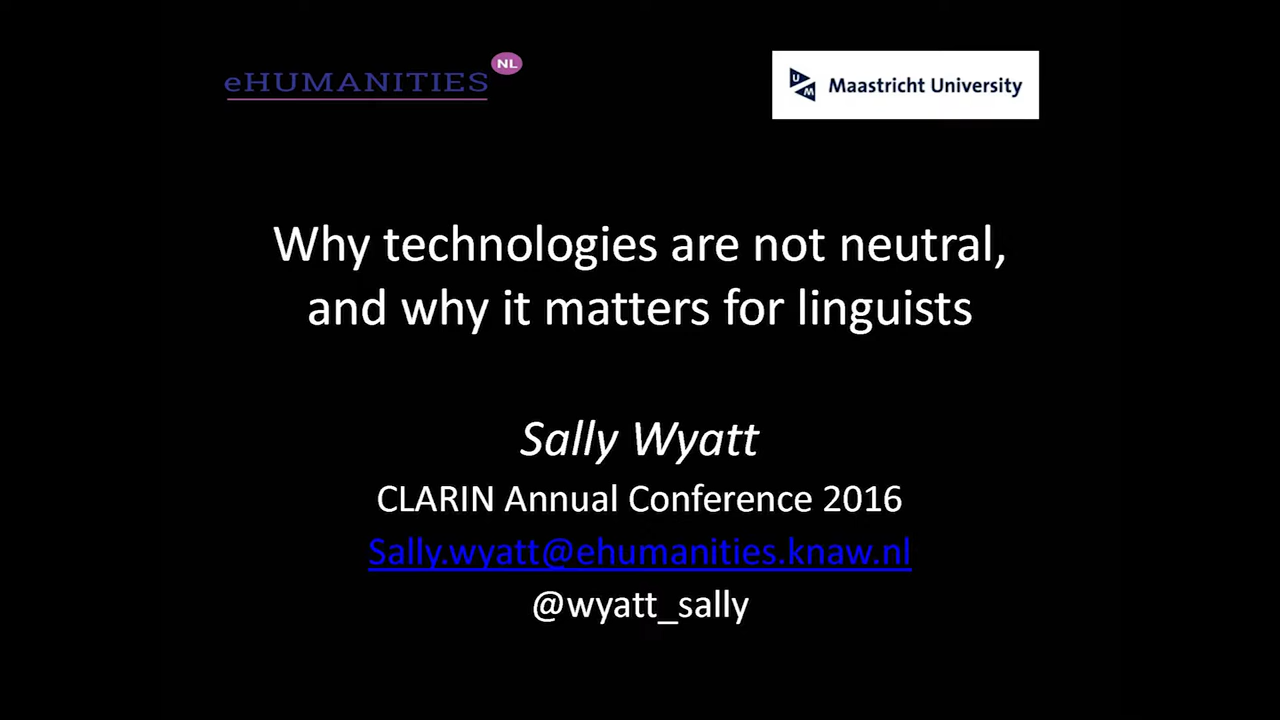 eHUMANITIES NL
Maastricht University
Why technologies are not neutral,
and why it matters for linguists
Sally Wyatt
CLARIN Annual Conference 2016
Sally.wyatt@ehumanities.knaw.nl
@wyatt_sally